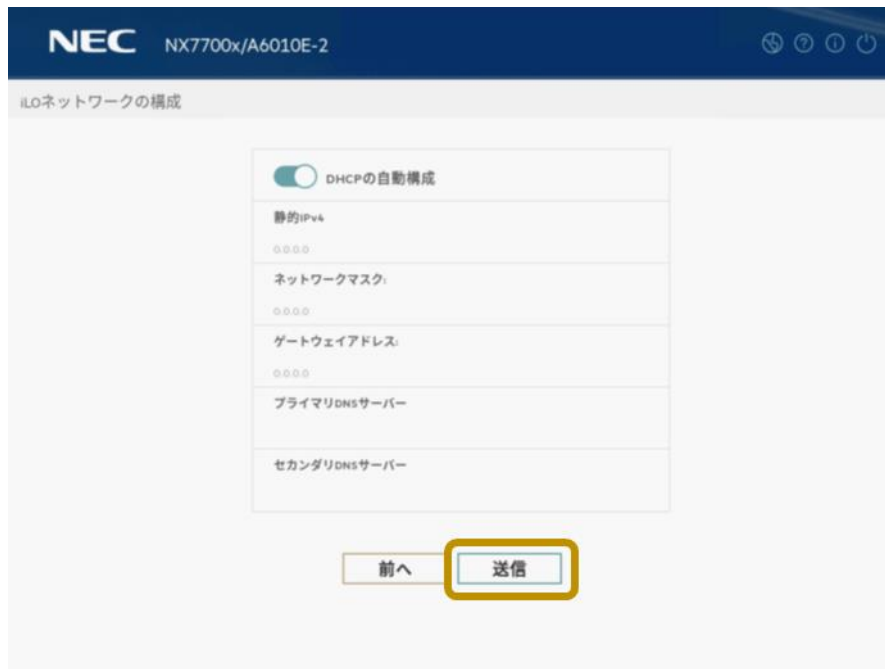 NEC NX7700x/A6010E-2
iLOネットワークの構成
DHCPの自動構成
静的IPv4
0.0.0.0
ネットワークマスク:
0.0.0.0
ゲートウェイアドレス:
0.0.0.0
プライマリDNSサーバー
セカンダリDNSサーバー
前へ 送信